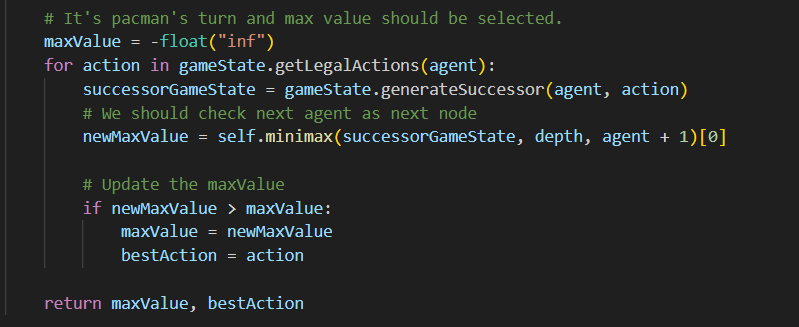 # It's pacman's turn and max value should be selected.
maxValue = -float("inf")
for action in gameState.getLegalActions(agent):
    successorGameState = gameState.generateSuccessor(agent, action)
    # We should check next agent as next node
    newMaxValue = self.minimax(successorGameState, depth, agent + 1)[0]
    # Update the maxValue
    if newMaxValue > maxValue:
        maxValue = newMaxValue
        bestAction = action
return maxValue, bestAction